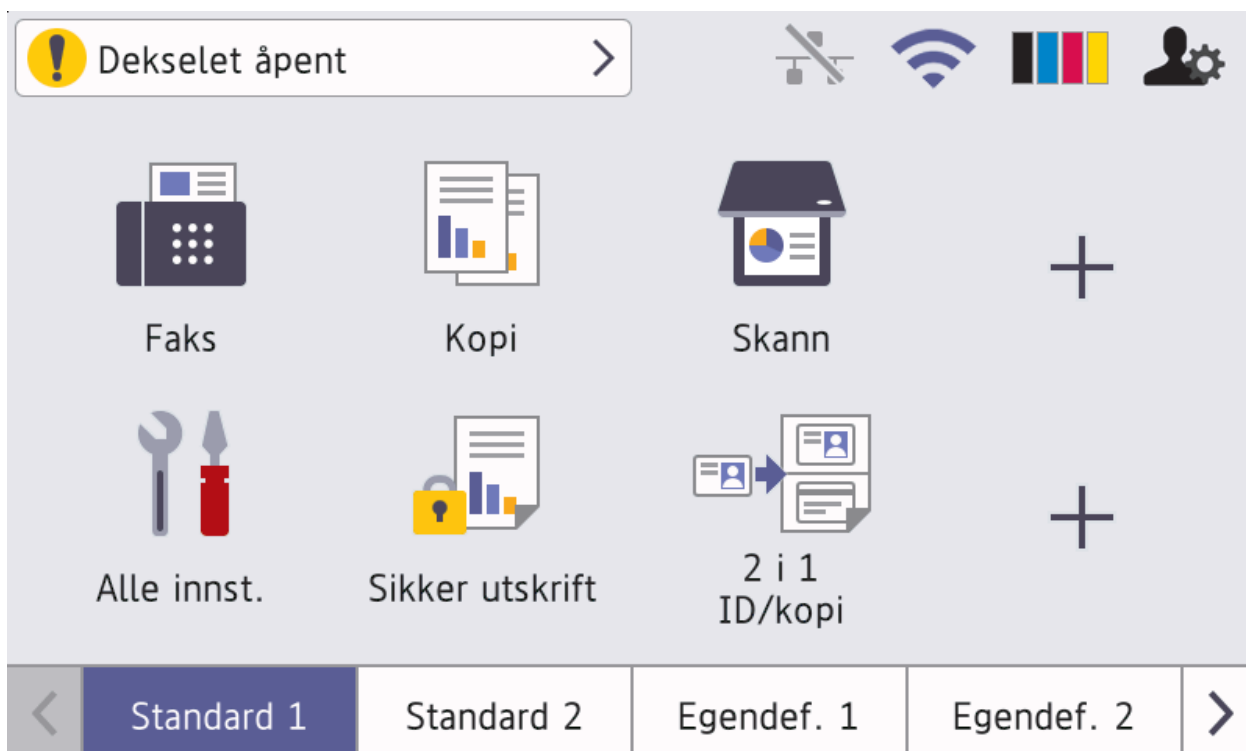 Dekselet åpent
Faks
Kopi
Skann
Alle innst.
Sikker utskrift
2 i 1
ID/kopi
Standard 1
Standard 2
Egendef. 1
Egendef. 2